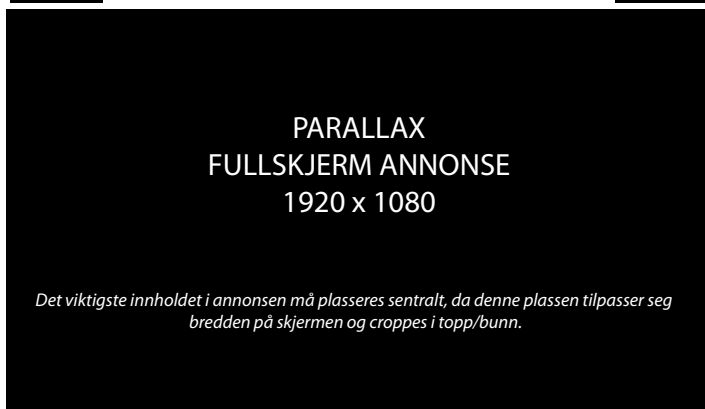 PARALLAX
FULLSKJERM ANNONSE
1920 x 1080
Det viktigste innholdet i annonsen må plasseres sentralt, da denne plassen tilpasser seg
bredden på skjermen og croppes i topp/bunn.